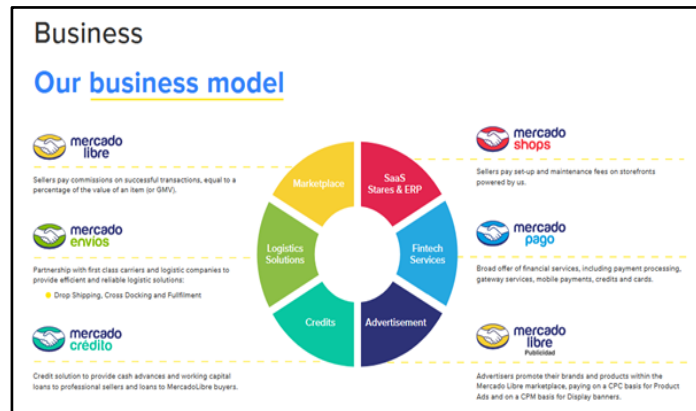 Business
Our business model
mercado
libre
Sellers pay commissions on successful transactions, equal to a
percentage of the value of an item (or GMV).
mercado
envios
Partnership with first class carriers and logistic companies to
provide efficient and reliable logistic solutions:
Drop Shipping, Cross Docking and Fullfilment
mercado
crédito
Credit solution to provide cash advances and working capital
loans to professional sellers and loans to MercadoLibre buyers.
Marketplace
SaaS
Stares & ERP
Logistics
Solutions
Fintech
Services
Credits
Advertisement
mercado
shops
Sellers pay set-up and maintenance fees on storefronts
powered by us.
mercado
pago
Broad offer of financial services, including payment processing,
gateway services, mobile payments, credits and cards.
mercado
libre
Publicidad
Advertisers promote their brands and products within the
Mercado Libre marketplace, paying on a CPC basis for Product
Ads and on a CPM basis for Display banners.